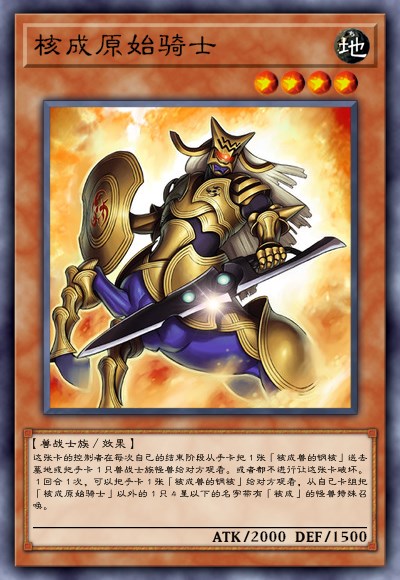 核成原始骑士
地
【兽战士族／效果】
这张卡的控制者在每次自己的结束阶段从手卡把1张「核成兽的钢核」送去
墓地或把手卡1只兽战士族怪兽给对方观看。或者都不进行让这张卡破坏。
1回合1次，可以把手卡1张「核成兽的钢核」给对方观看，从自己卡组把
「核成原始骑士」以外的1只4星以下的名字带有「核成」的怪兽特殊召
唤。
ATK/2000 DEF/1500